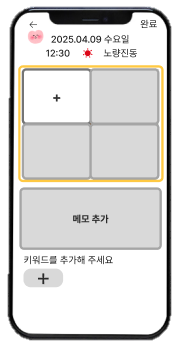 ← 완료
2025.04.09 수요일
12:30 노량진동
+
메모 추가
키워드를 추가해 주세요
+